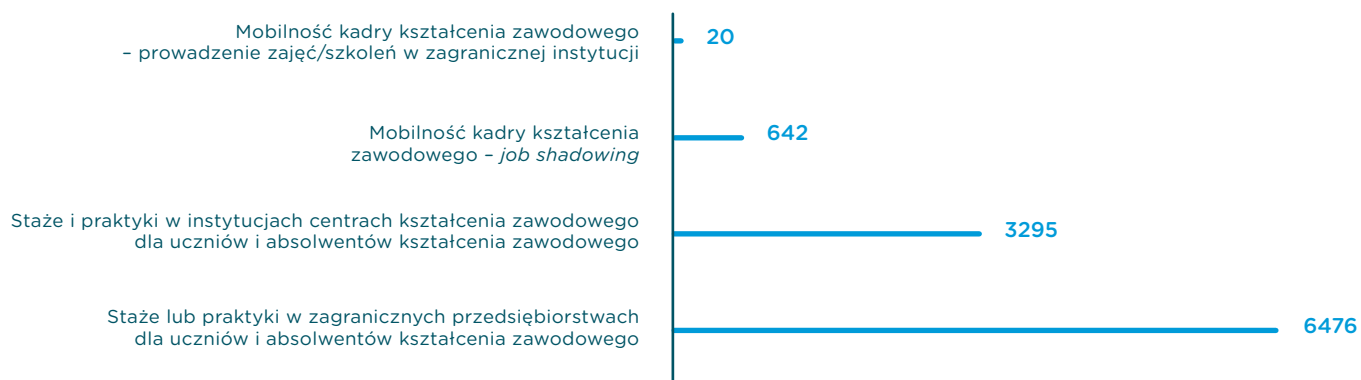 Mobilność kadry kształcenia zawodowego
– prowadzenie zajęć/szkoleń w zagranicznej instytucji
20
Mobilność kadry kształcenia
zawodowego – job shadowing
642
Staże i praktyki w instytucjach centrach kształcenia zawodowego
dla uczniów i absolwentów kształcenia zawodowego
3295
Staże lub praktyki w zagranicznych przedsiębiorstwach
dla uczniów i absolwentów kształcenia zawodowego
6476